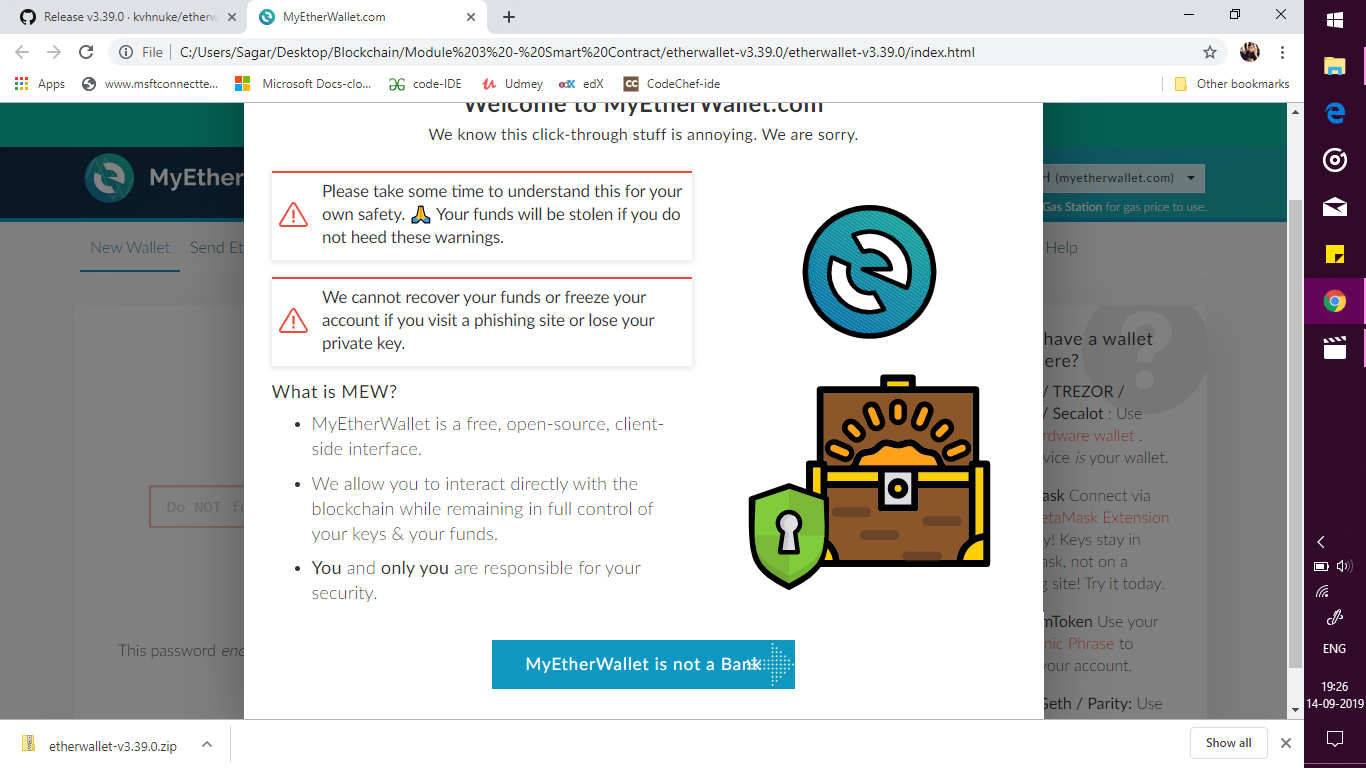 Release v3.39.0 · kvhnuke/etherw
MyEtherWallet.com
File
C:/Users/Sagar/Desktop/Blockchain/Module%203%20-%20Smart%20Contract/etherwallet-v3.39.0/etherwallet-v3.39.0/index.html
Apps
www.msftconnectte...
Microsoft Docs-clo...
code-IDE
Udmey
edX
CodeChef-ide
Other bookmarks
Welcome to MyEtherWallet.com
We know this click-through stuff is annoying. We are sorry.
MyEther
(myetherwallet.com)
Gas Station for gas price to use.
New Wallet
Send Et
Help
Please take some time to understand this for your
own safety. 🙏 Your funds will be stolen if you do
not heed these warnings.
We cannot recover your funds or freeze your
account if you visit a phishing site or lose your
private key.
What is MEW?
• MyEtherWallet is a free, open-source, client-
side interface.
• We allow you to interact directly with the
blockchain while remaining in full control of
your keys & your funds.
• You and only you are responsible for your
security.
MyEtherWallet is not a Bank
Do NOT fo
This password enc
have a wallet
ere?
/ TREZOR /
/ Secalot : Use
rdware wallet .
vice is your wallet.
ask Connect via
etaMask Extension
y! Keys stay in
ask, not on a
g site! Try it today.
mToken Use your
nic Phrase to
our account.
Geth / Parity: Use
etherwallet-v3.39.0.zip
Show all
ENG
19:26
14-09-2019